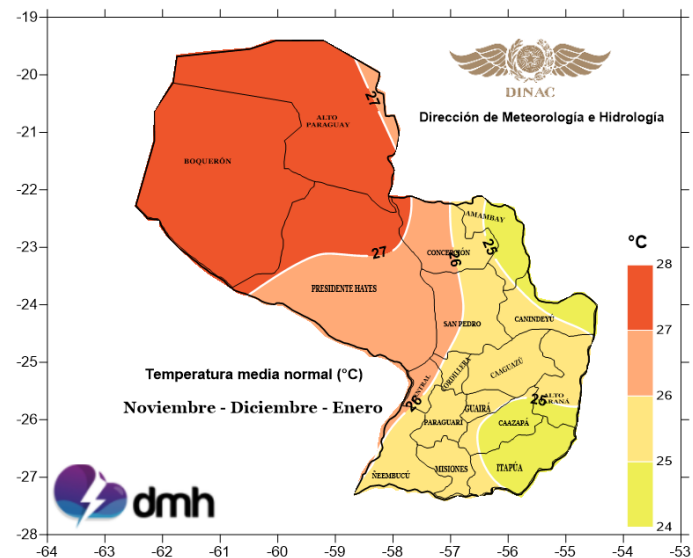 DINAC
Dirección de Meteorología e Hidrología
-19
-20
-21
-22
-23
-24
-25
-26
-27
-28
27
ALTO
PARAGUAY
BOQUERÓN
AMAMBAY
25
CONCEPCIÓN
26
27
PRESIDENTE HAYES
SAN PEDRO
CANINDEYÚ
°C
28
27
26
25
24
CORDILLERA
CAAGUAZÚ
CENTRAL
Temperatura media normal (°C)
Noviembre - Diciembre - Enero
26
25
ALTO
PARANÁ
GUAIRÁ
PARAGUARÍ
CAAZAPÁ
ÑEEMBUCÚ
MISIONES
ITAPÚA
dmh
-64 -63 -62 -61 -60 -59 -58 -57 -56 -55 -54 -53